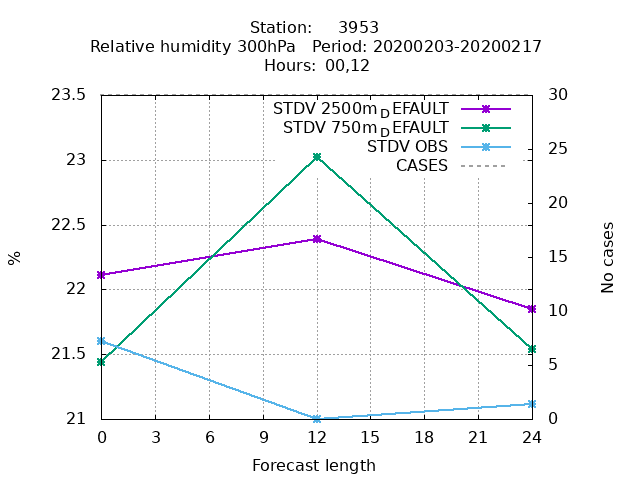 Station: 3953
Relative humidity 300hPa Period: 20200203-20200217
Hours: 00,12
STDV 2500m_DEFAULT
STDV 750m_DEFAULT
STDV OBS
CASES
23.5
23
22.5
22
21.5
21
%
30
25
20
15
10
5
0
No cases
0 3 6 9 12 15 18 21 24
Forecast length